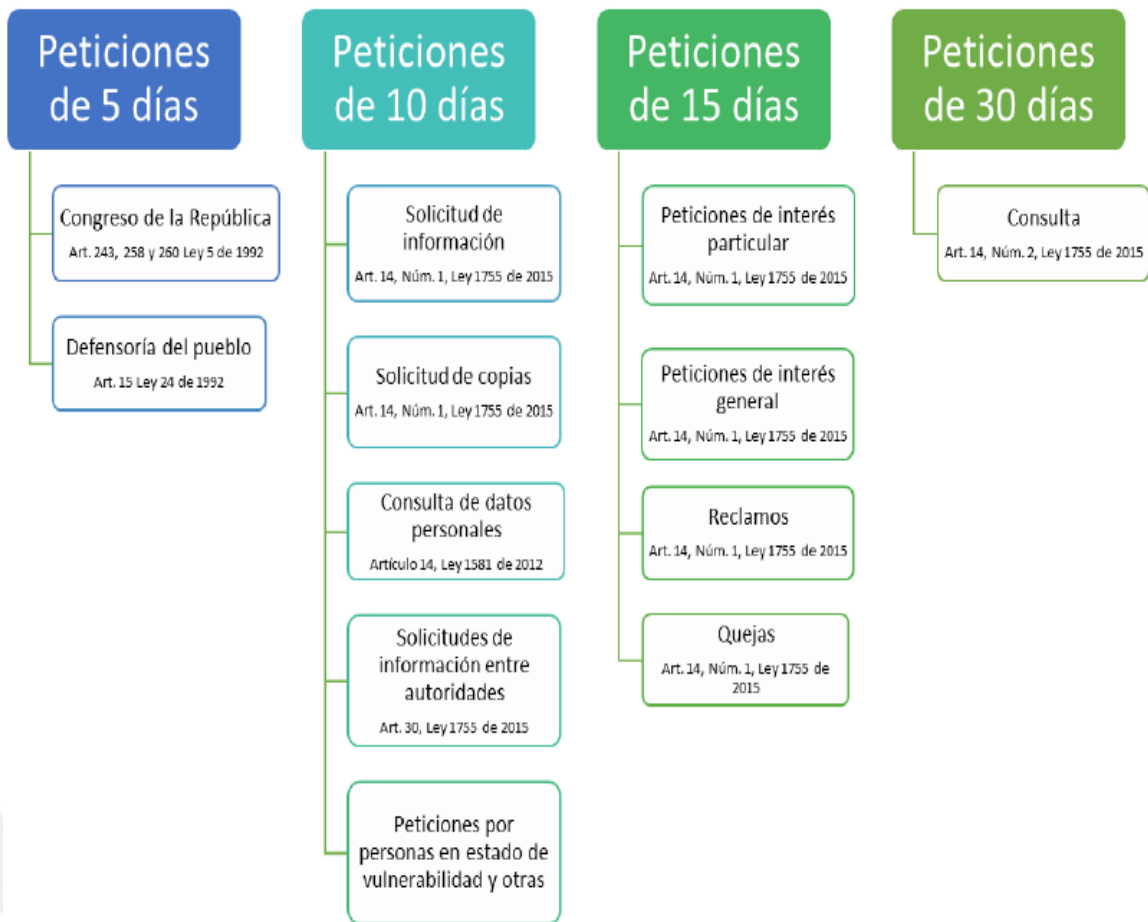 Peticiones
de 5 días
Congreso de la República
Art. 243, 258 y 260 Ley 5 de 1992
Defensoría del pueblo
Art. 15 Ley 24 de 1992
Peticiones
de 10 días
Solicitud de
información
Art. 14, Núm. 1, Ley 1755 de 2015
Solicitud de copias
Art. 14, Núm. 1, Ley 1755 de 2015
Consulta de datos
personales
Artículo 14, Ley 1581 de 2012
Solicitudes de
información entre
autoridades
Art. 30, Ley 1755 de 2015
Peticiones por
personas en estado de
vulnerabilidad y otras
Peticiones
de 15 días
Peticiones de interés
particular
Art. 14, Núm. 1, Ley 1755 de 2015
Peticiones de interés
general
Art. 14, Núm. 1, Ley 1755 de 2015
Reclamos
Art. 14, Núm. 1, Ley 1755 de 2015
Quejas
Art. 14, Núm. 1, Ley 1755 de
2015
Peticiones
de 30 días
Consulta
Art. 14, Núm. 2, Ley 1755 de 2015